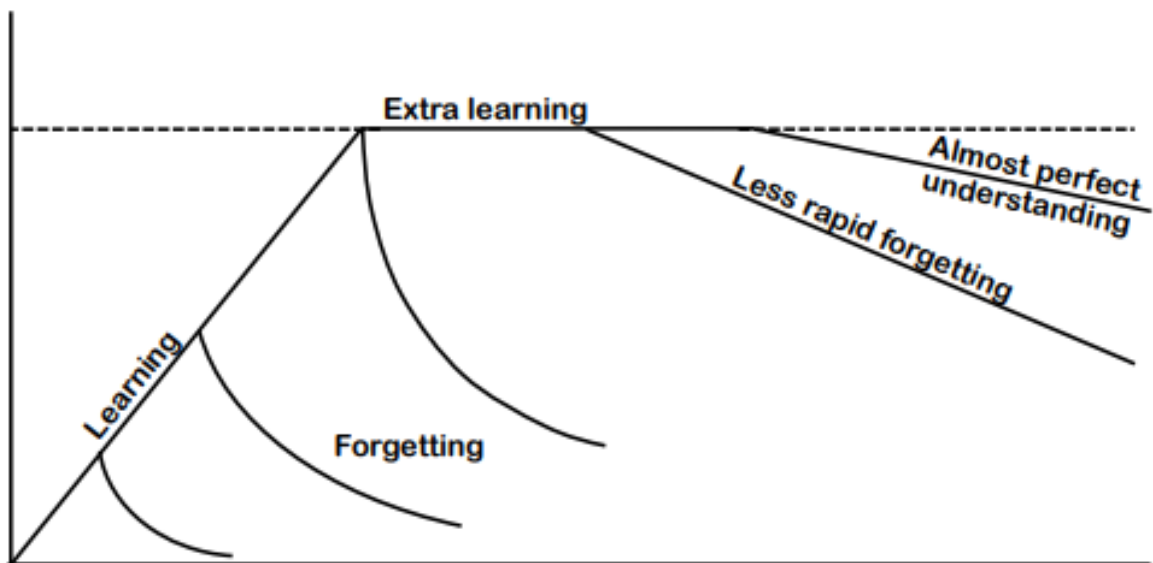 Extra learning
Almost perfect
understanding
Less rapid forgetting
Learning
Forgetting